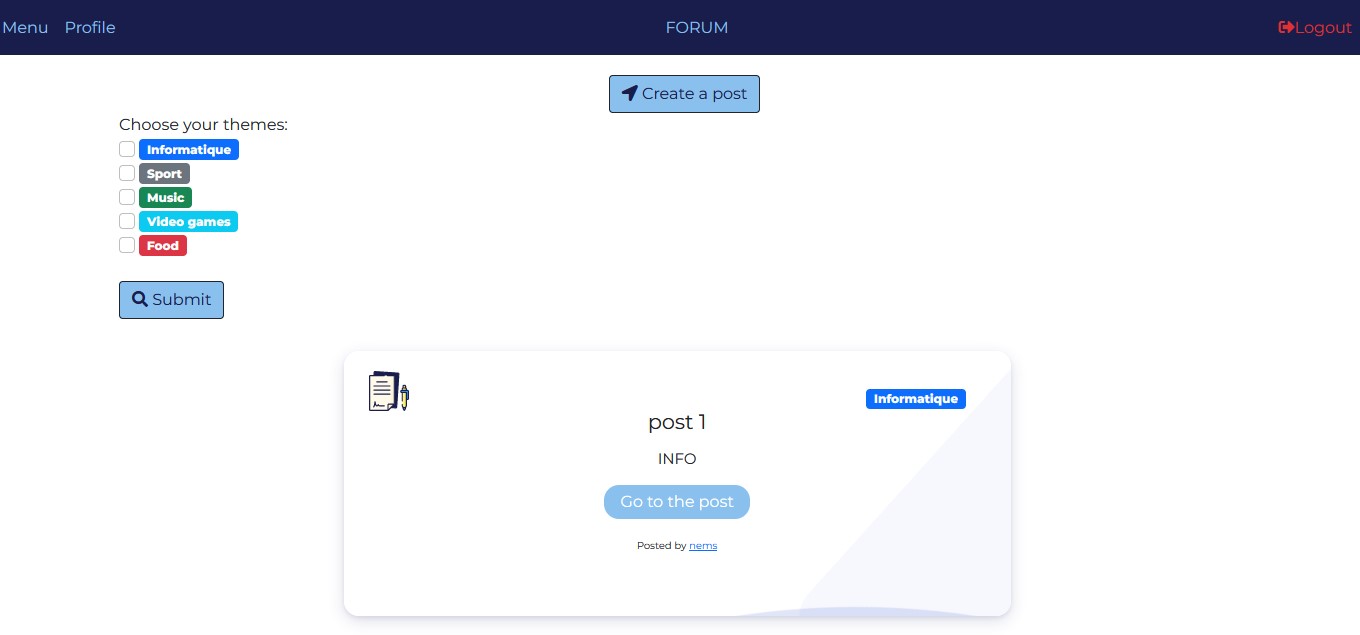 Menu Profile FORUM Logout
Create a post
Choose your themes:
Informatique
Sport
Music
Video games
Food
Submit
Informatique
post 1
INFO
Go to the post
Posted by nems